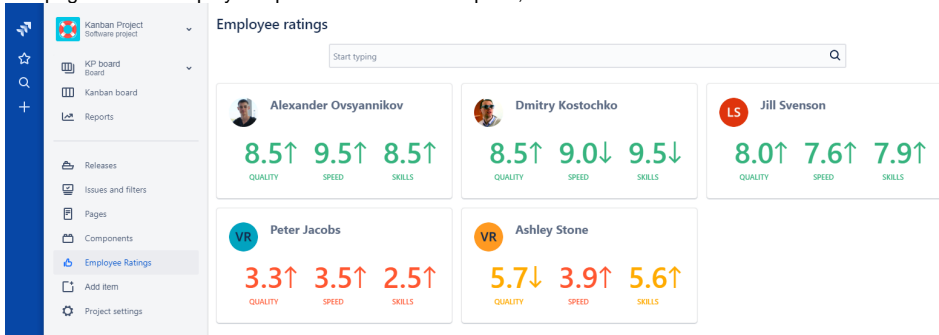 Employee ratings
Kanban Project
Software project
KP board
Board
Kanban board
Reports
Releases
Issues and filters
Pages
Components
Employee Ratings
Add item
Project settings
Start typing
Alexander Ovsyannikov
8.5↑ 9.5↑ 8.5↑
QUALITY SPEED SKILLS
Dmitry Kostochko
8.5↑ 9.0↓ 9.5↓
QUALITY SPEED SKILLS
LS Jill Svenson
8.0↑ 7.6↑ 7.9↑
QUALITY SPEED SKILLS
VR Peter Jacobs
3.3↑ 3.5↑ 2.5↑
QUALITY SPEED SKILLS
VR Ashley Stone
5.7↓ 3.9↑ 5.6↑
QUALITY SPEED SKILLS